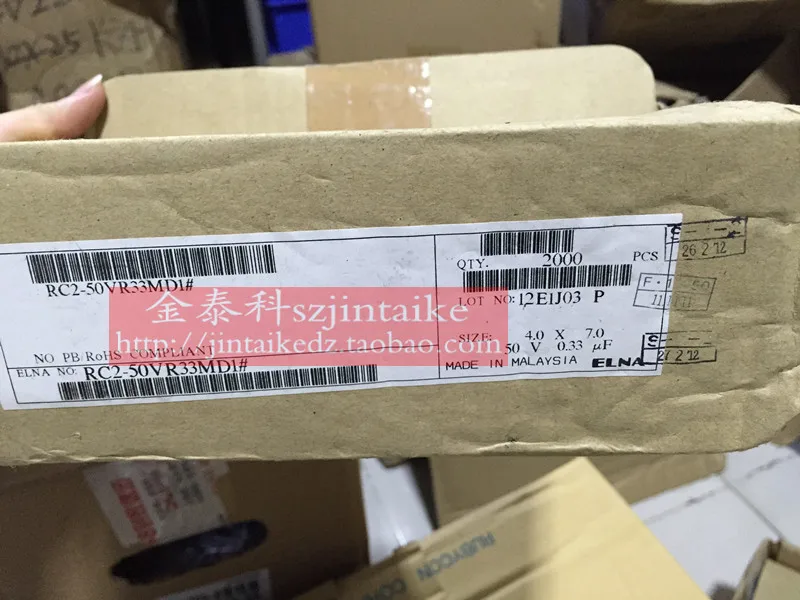 RC2-50VR33MD1#
QTY. 2000 PCS
LOT NO: 12E1J03 P
金泰科szjintaike
http://jintaikedz.taobao.com
SIZE: 4.0 X 7.0
50 V 0.33 µF
NO PB/RoHS COMPLIANT
ELNA NO: RC2-50VR33MD1#
MADE IN MALAYSIA ELNA
26 2 12
27 2 12
RUBYCON